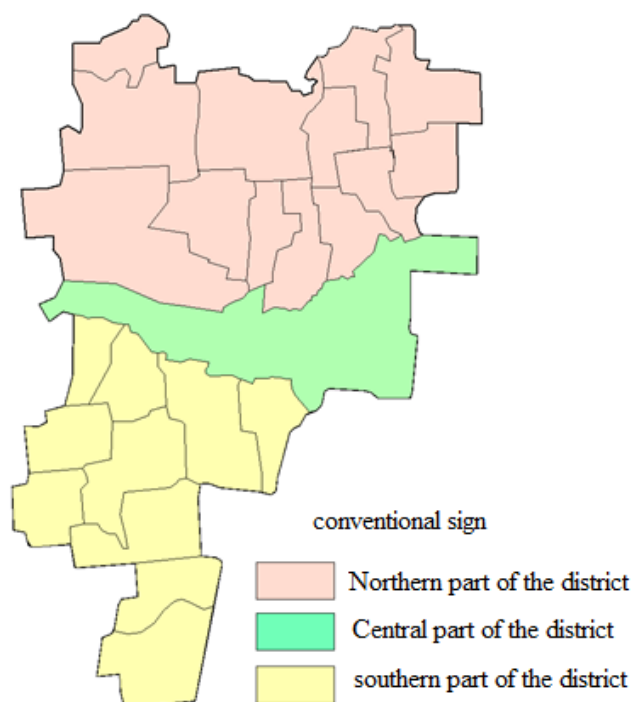 conventional sign
Northern part of the district
Central part of the district
southern part of the district